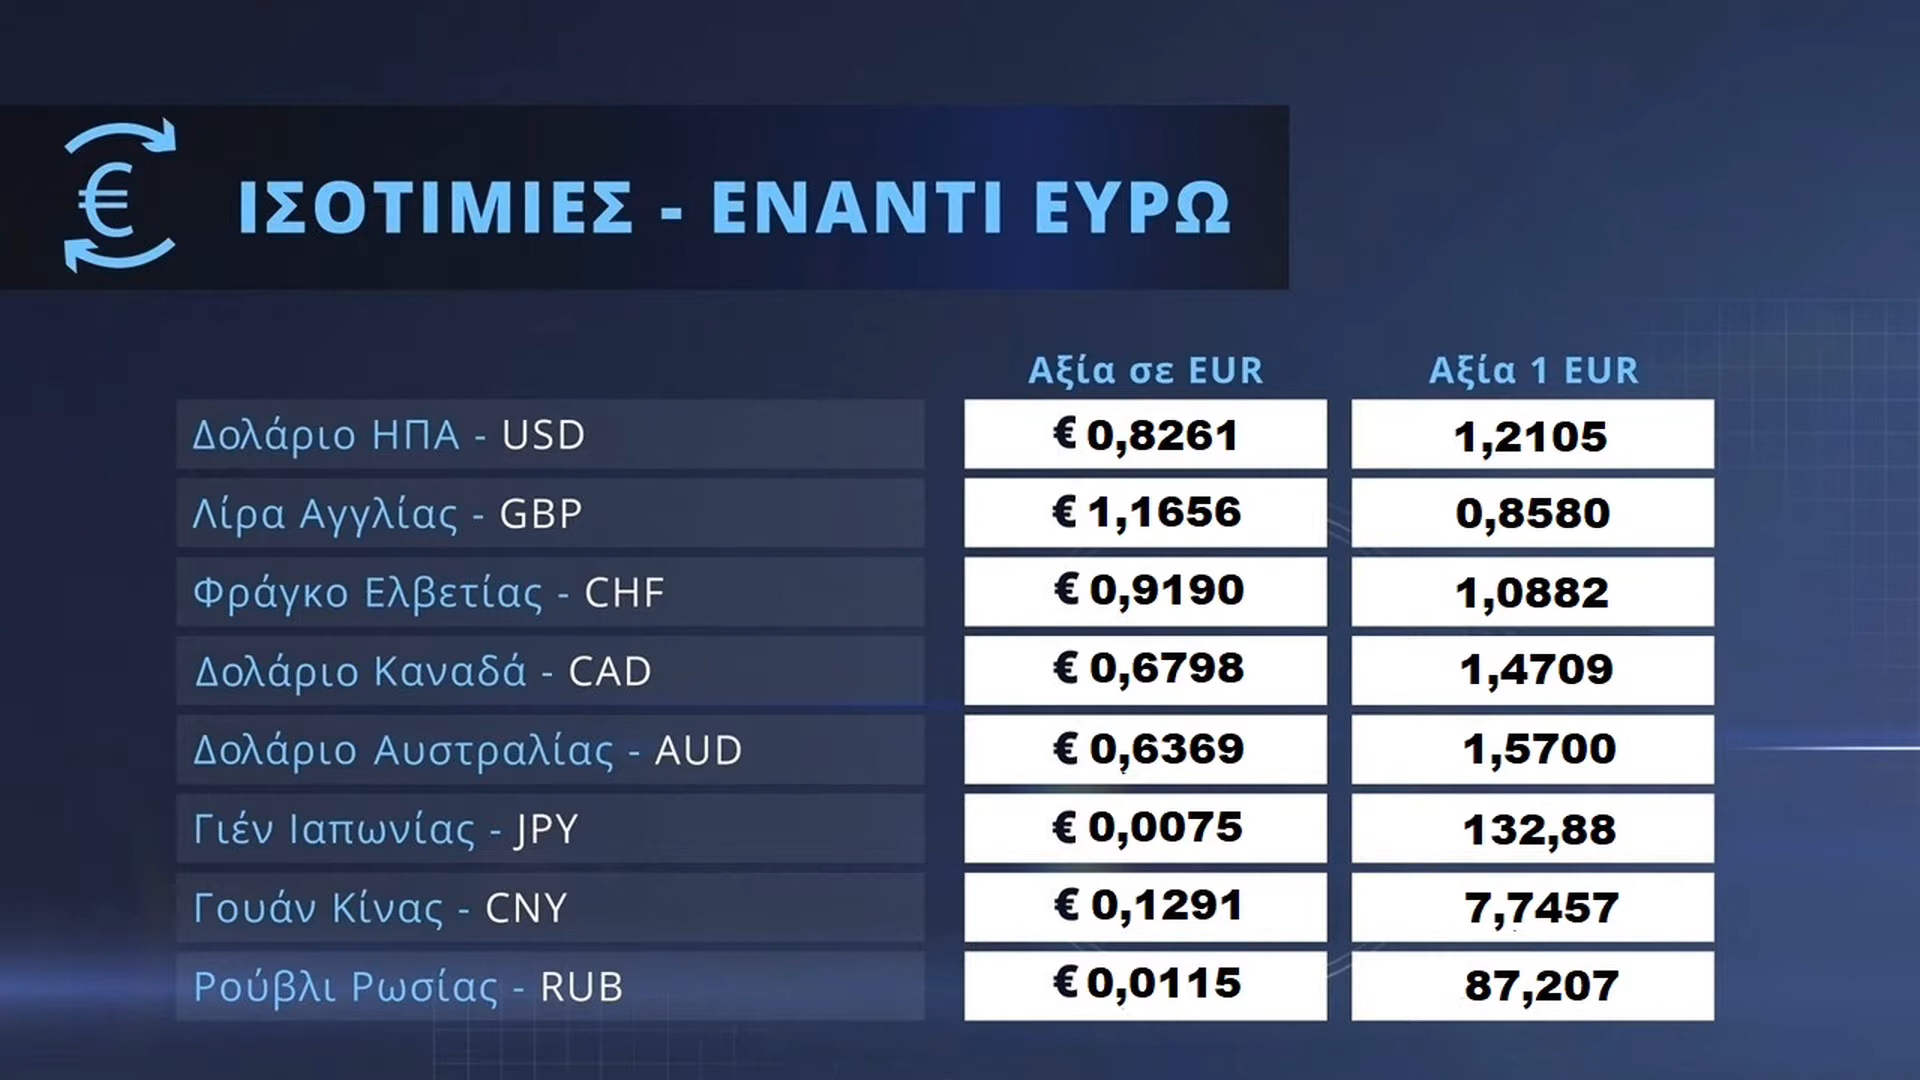 €
ΙΣΟΤΙΜΙΕΣ - ΕΝΑΝΤΙ ΕΥΡΩ
Αξία σε EUR Αξία 1 EUR
Δολάριο ΗΠΑ - USD € 0,8261 1,2105
Λίρα Αγγλίας - GBP € 1,1656 0,8580
Φράγκο Ελβετίας - CHF € 0,9190 1,0882
Δολάριο Καναδά - CAD € 0,6798 1,4709
Δολάριο Αυστραλίας - AUD € 0,6369 1,5700
Γιέν Ιαπωνίας - JPY € 0,0075 132,88
Γουάν Κίνας - CNY € 0,1291 7,7457
Ρούβλι Ρωσίας - RUB € 0,0115 87,207